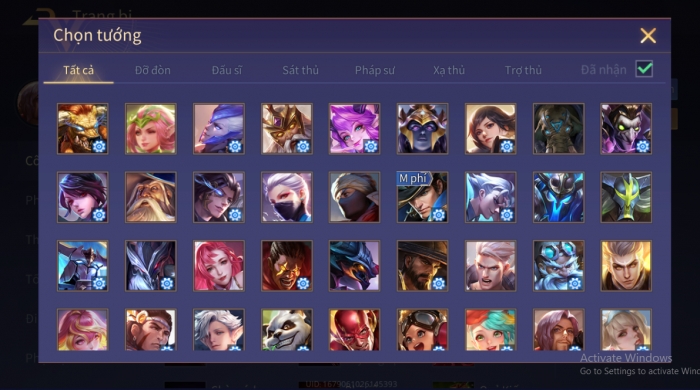 Trang bị
Chọn tướng
Tất cả
Đỡ đòn
Đấu sĩ
Sát thủ
Pháp sư
Xạ thủ
Trợ thủ
Đã nhận
M phí
Activate Windows
Go to Settings to activate Win